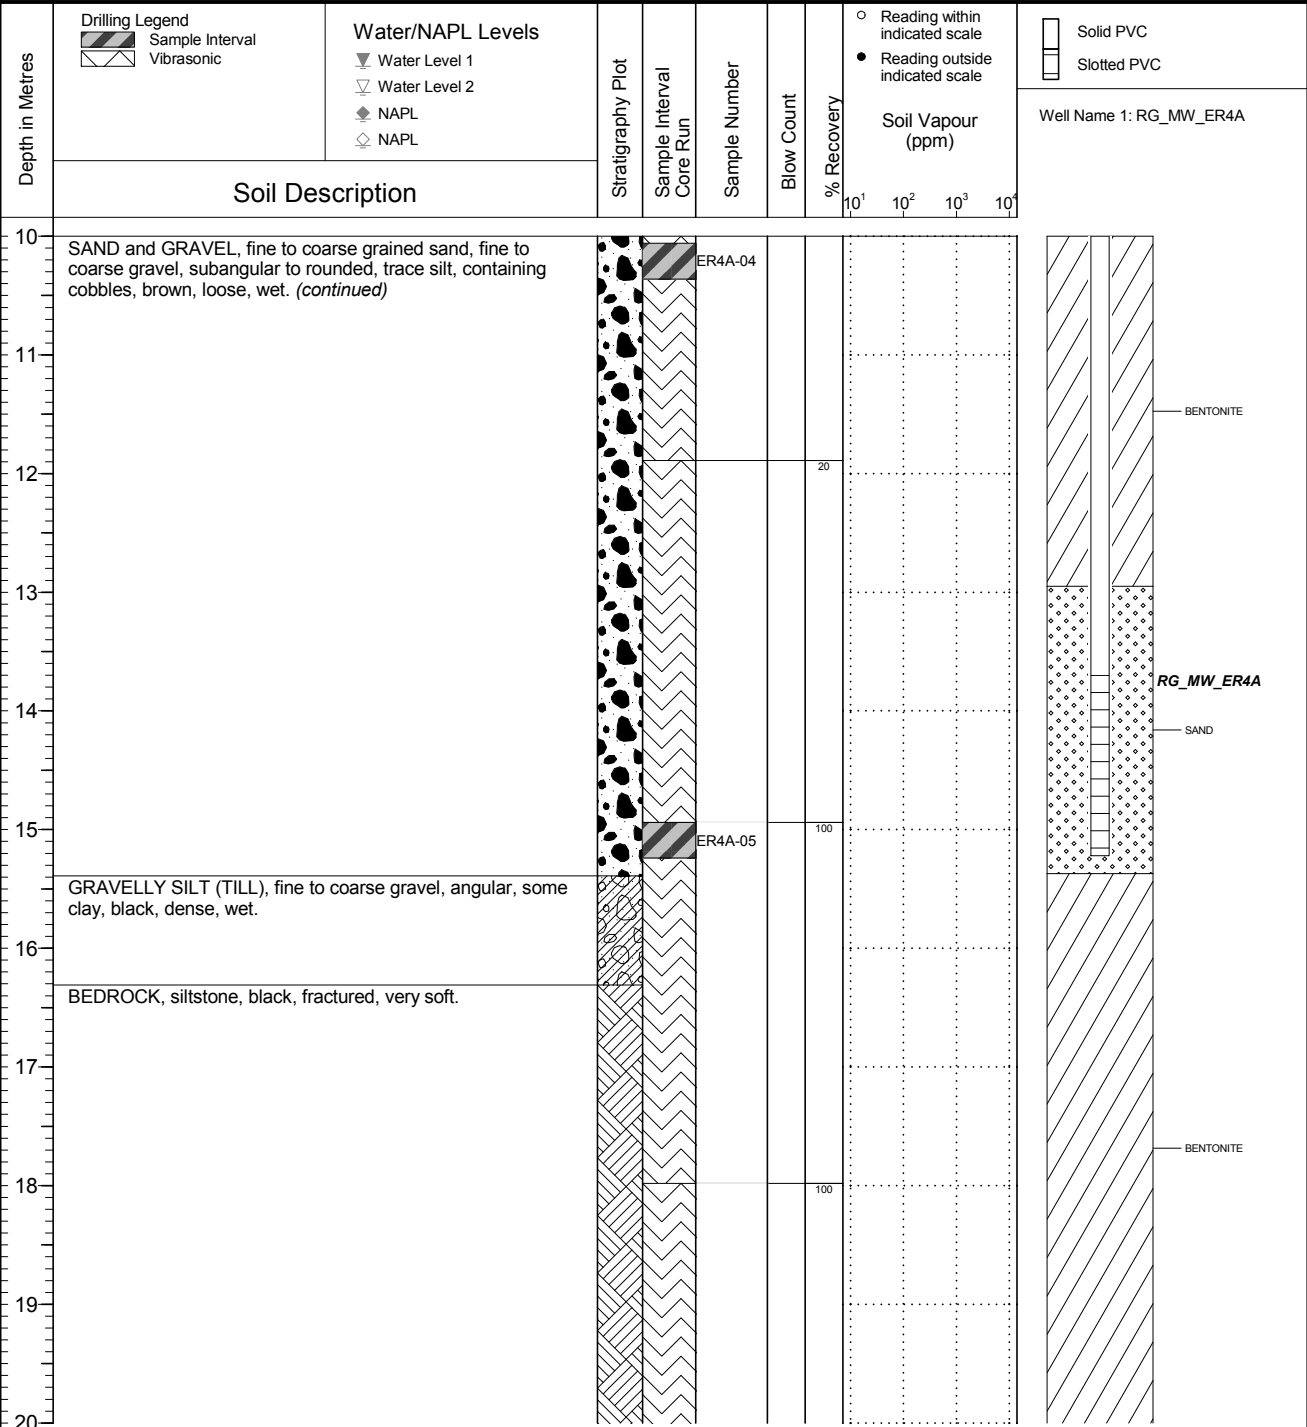 Drilling Legend
Sample Interval
Vibrasonic
Water/NAPL Levels
Water Level 1
Water Level 2
NAPL
NAPL
Depth in Metres
Soil Description
Stratigraphy Plot
Sample Interval
Core Run
Sample Number
Blow Count
% Recovery
Reading within
indicated scale
Reading outside
indicated scale
Soil Vapour
(ppm)
10¹ 10² 10³ 10⁴
Solid PVC
Slotted PVC
Well Name 1: RG_MW_ER4A
10
SAND and GRAVEL, fine to coarse grained sand, fine to
coarse gravel, subangular to rounded, trace silt, containing
cobbles, brown, loose, wet. (continued)
ER4A-04
11
BENTONITE
12
20
13
RG_MW_ER4A
14
SAND
15
100
ER4A-05
GRAVELLY SILT (TILL), fine to coarse gravel, angular, some
clay, black, dense, wet.
16
BEDROCK, siltstone, black, fractured, very soft.
17
BENTONITE
18
100
19
20